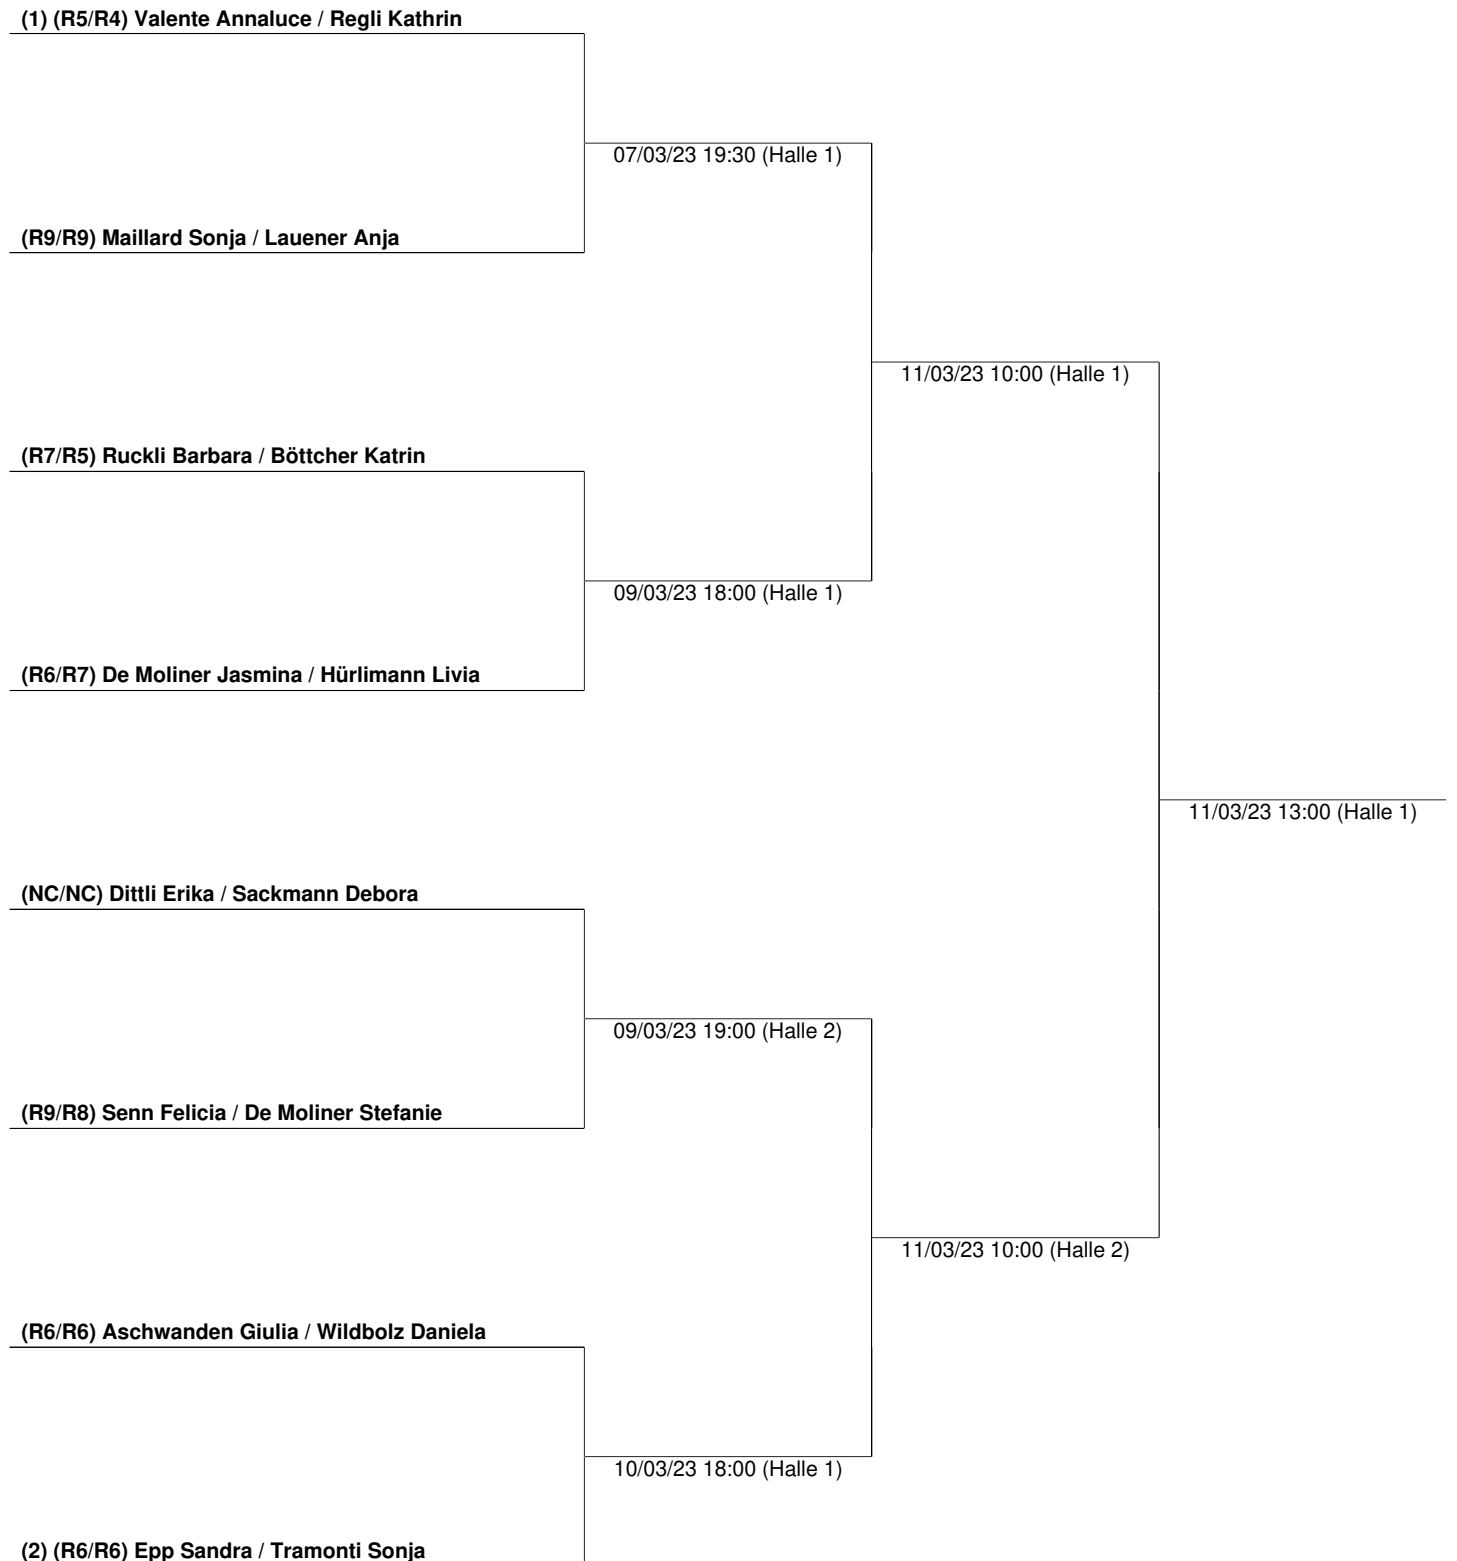 (1) (R5/R4) Valente Annaluce / Regli Kathrin
07/03/23 19:30 (Halle 1)
(R9/R9) Maillard Sonja / Lauener Anja
11/03/23 10:00 (Halle 1)
(R7/R5) Ruckli Barbara / Böttcher Katrin
09/03/23 18:00 (Halle 1)
(R6/R7) De Moliner Jasmina / Hürlimann Livia
11/03/23 13:00 (Halle 1)
(NC/NC) Dittli Erika / Sackmann Debora
09/03/23 19:00 (Halle 2)
(R9/R8) Senn Felicia / De Moliner Stefanie
11/03/23 10:00 (Halle 2)
(R6/R6) Aschwanden Giulia / Wildbolz Daniela
10/03/23 18:00 (Halle 1)
(2) (R6/R6) Epp Sandra / Tramonti Sonja